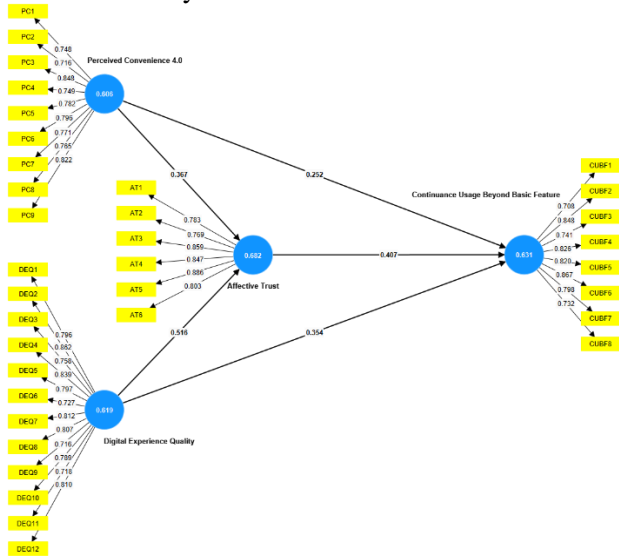 PC1
PC2
PC3
PC4
PC5
PC6
PC7
PC8
PC9
0.748
0.716
0.848
0.749
0.782
0.796
0.771
0.765
0.822
Perceived Convenience 4.0
0.606
0.367
0.252
AT1
AT2
AT3
AT4
AT5
AT6
0.783
0.769
0.859
0.847
0.886
0.803
0.682
Affective Trust
0.407
Continuance Usage Beyond Basic Feature
0.631
0.708
0.848
0.741
0.826
0.820
0.867
0.798
0.732
CUBF1
CUBF2
CUBF3
CUBF4
CUBF5
CUBF6
CUBF7
CUBF8
0.516
0.354
DEQ1
DEQ2
DEQ3
DEQ4
DEQ5
DEQ6
DEQ7
DEQ8
DEQ9
DEQ10
DEQ11
DEQ12
0.796
0.862
0.758
0.839
0.797
0.727
0.812
0.807
0.716
0.789
0.718
0.810
0.619
Digital Experience Quality